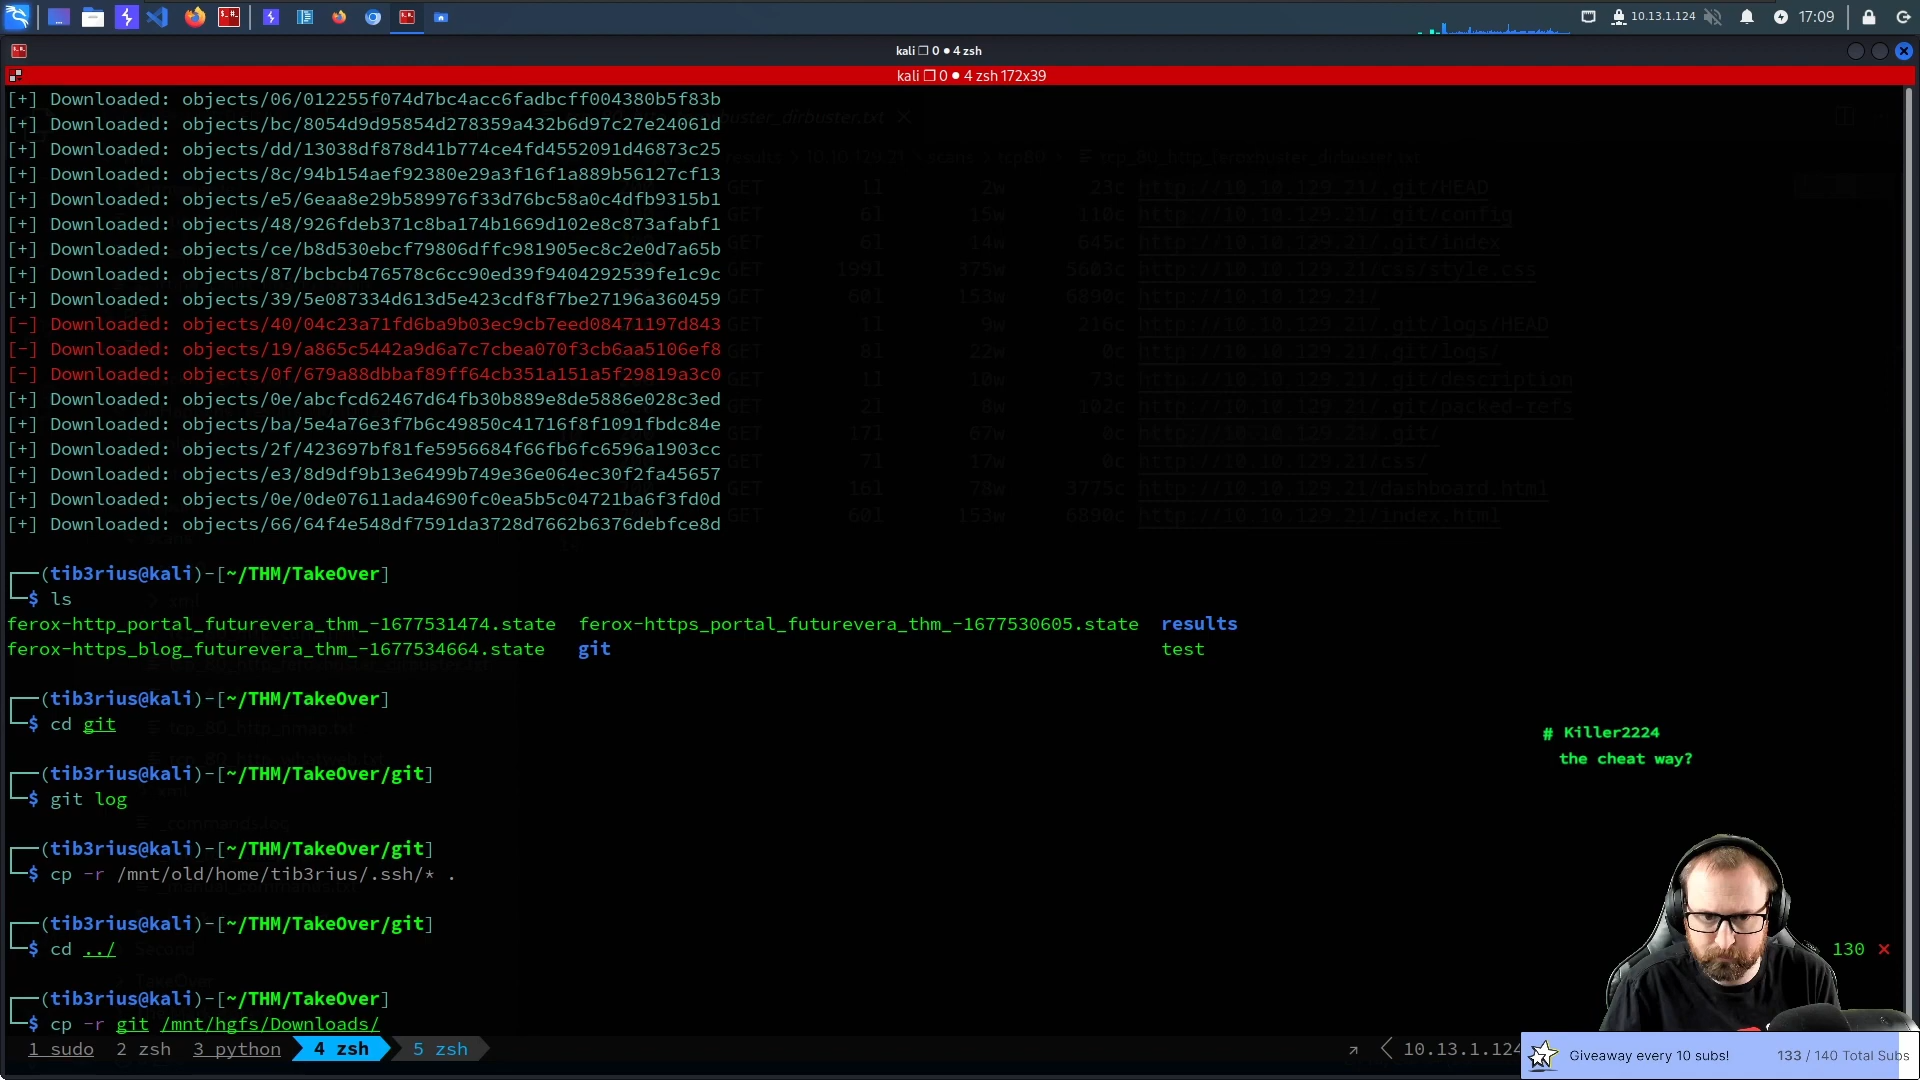 10.13.1.124
17:09
kali ❐ 0 ● 4 zsh
kali ❐ 0 ● 4 zsh 172x39
[+] Downloaded: objects/06/012255f074d7bc4acc6fadbcff004380b5f83b
[+] Downloaded: objects/bc/8054d9d95854d278359a432b6d97c27e24061d
[+] Downloaded: objects/dd/13038df878d41b774ce4fd4552091d46873c25
[+] Downloaded: objects/8c/94b154aef92380e29a3f16f1a889b56127cf13
[+] Downloaded: objects/e5/6eaa8e29b589976f33d76bc58a0c4dfb9315b1
[+] Downloaded: objects/48/926fdeb371c8ba174b1669d102e8c873afabf1
[+] Downloaded: objects/ce/b8d530ebcf79806dffc981905ec8c2e0d7a65b
[+] Downloaded: objects/87/bcbcb476578c6cc90ed39f9404292539fe1c9c
[+] Downloaded: objects/39/5e087334d613d5e423cdf8f7be27196a360459
[-] Downloaded: objects/40/04c23a71fd6ba9b03ec9cb7eed08471197d843
[-] Downloaded: objects/19/a865c5442a9d6a7c7cbea070f3cb6aa5106ef8
[-] Downloaded: objects/0f/679a88dbbaf89ff64cb351a151a5f29819a3c0
[+] Downloaded: objects/0e/abcfcd62467d64fb30b889e8de5886e028c3ed
[+] Downloaded: objects/ba/5e4a76e3f7b6c49850c41716f8f1091fbdc84e
[+] Downloaded: objects/2f/423697bf81fe5956684f66fb6fc6596a1903cc
[+] Downloaded: objects/e3/8d9df9b13e6499b749e36e064ec30f2fa45657
[+] Downloaded: objects/0e/0de07611ada4690fc0ea5b5c04721ba6f3fd0d
[+] Downloaded: objects/66/64f4e548df7591da3728d7662b6376debfce8d
(tib3rius@kali)-[~/THM/TakeOver]
$ ls
ferox-http_portal_futurevera_thm_-1677531474.state ferox-https_portal_futurevera_thm_-1677530605.state results
ferox-https_blog_futurevera_thm_-1677534664.state git test
(tib3rius@kali)-[~/THM/TakeOver]
$ cd git
(tib3rius@kali)-[~/THM/TakeOver/git]
$ git log
(tib3rius@kali)-[~/THM/TakeOver/git]
$ cp -r /mnt/old/home/tib3rius/.ssh/* .
(tib3rius@kali)-[~/THM/TakeOver/git]
$ cd ../
130 ✕
(tib3rius@kali)-[~/THM/TakeOver]
$ cp -r git /mnt/hgfs/Downloads/
1 sudo 2 zsh 3 python 4 zsh 5 zsh
10.13.1.124
# Killer2224
the cheat way?
Giveaway every 10 subs! 133 / 140 Total Subs